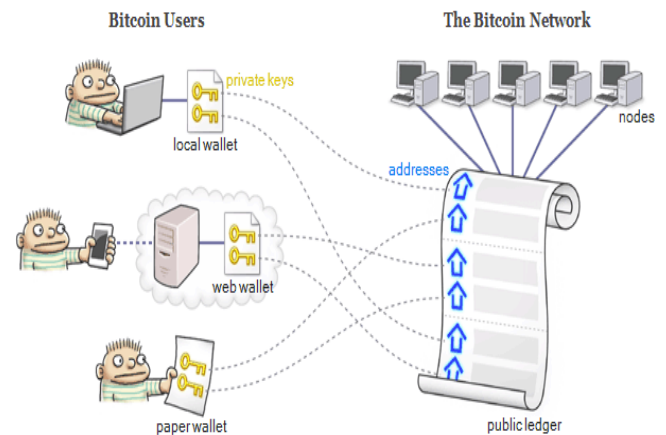 Bitcoin Users
The Bitcoin Network
private keys
local wallet
nodes
addresses
web wallet
paper wallet
public ledger